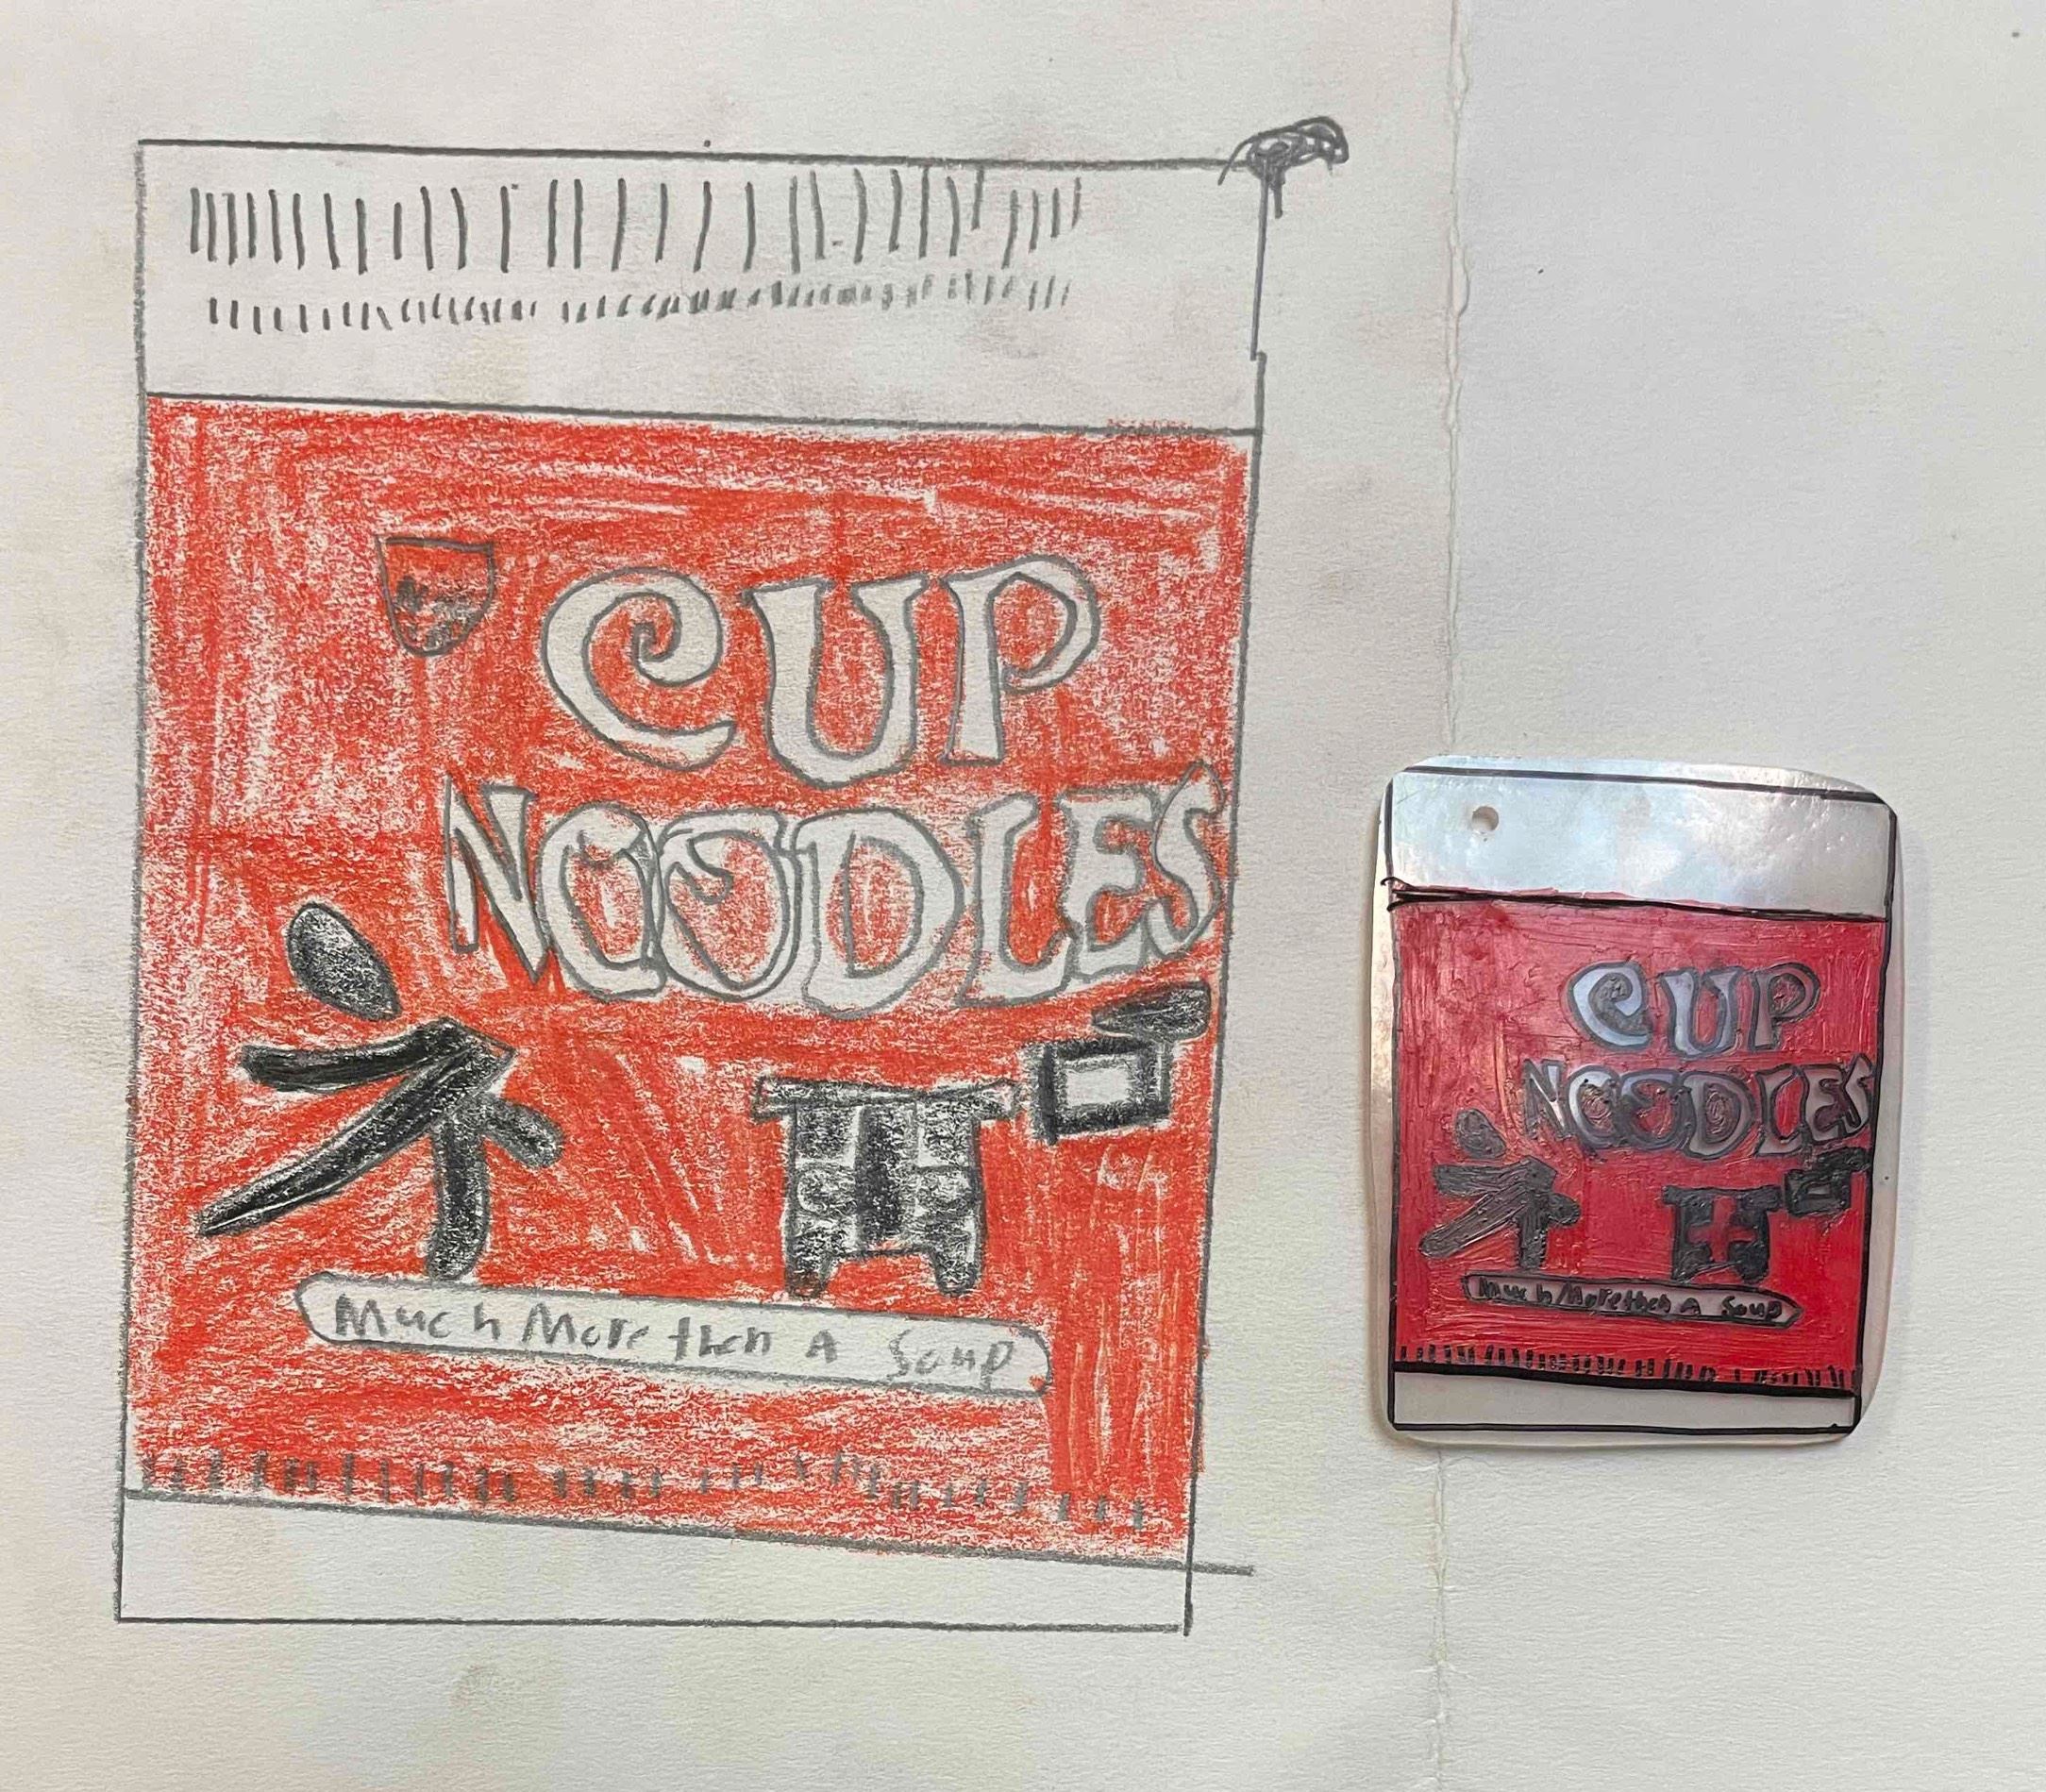 CUP
NOODLES
Much More then A Soup
CUP
NOODLES
Much More then A Soup